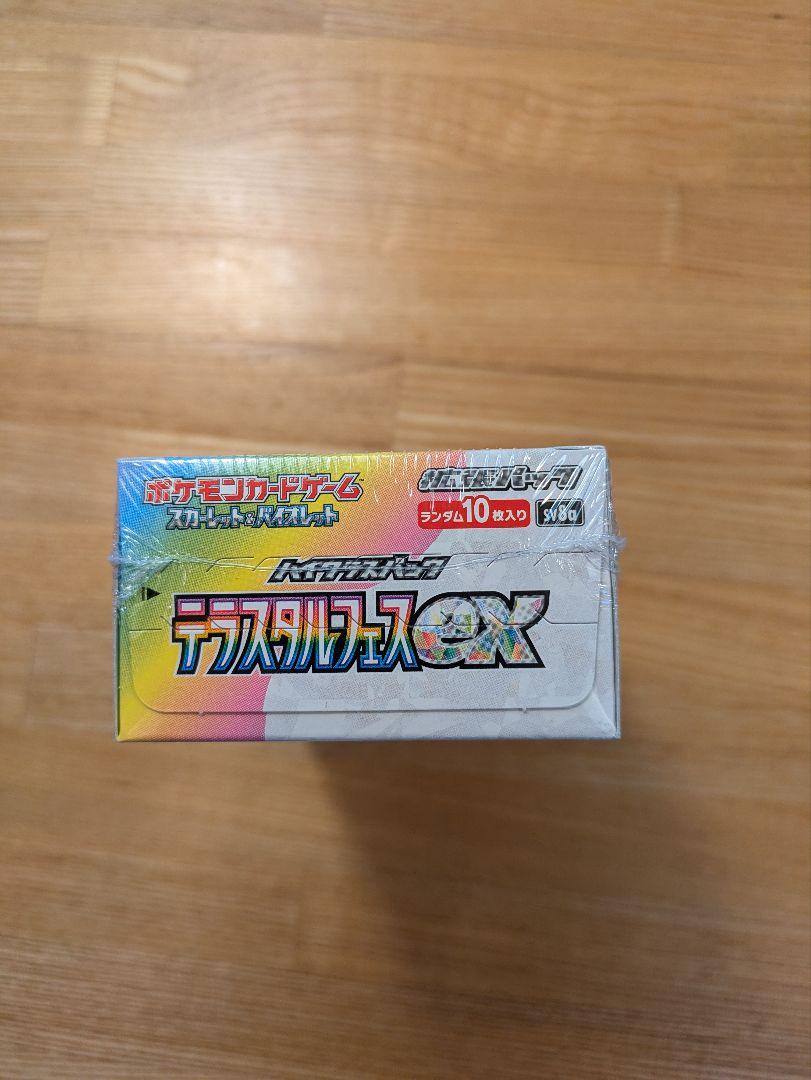 ポケモンカードゲーム
スカーレット&バイオレット
拡張パック
ランダム10枚入り
sv8a
ハイクラスパック
テラスタルフェスex